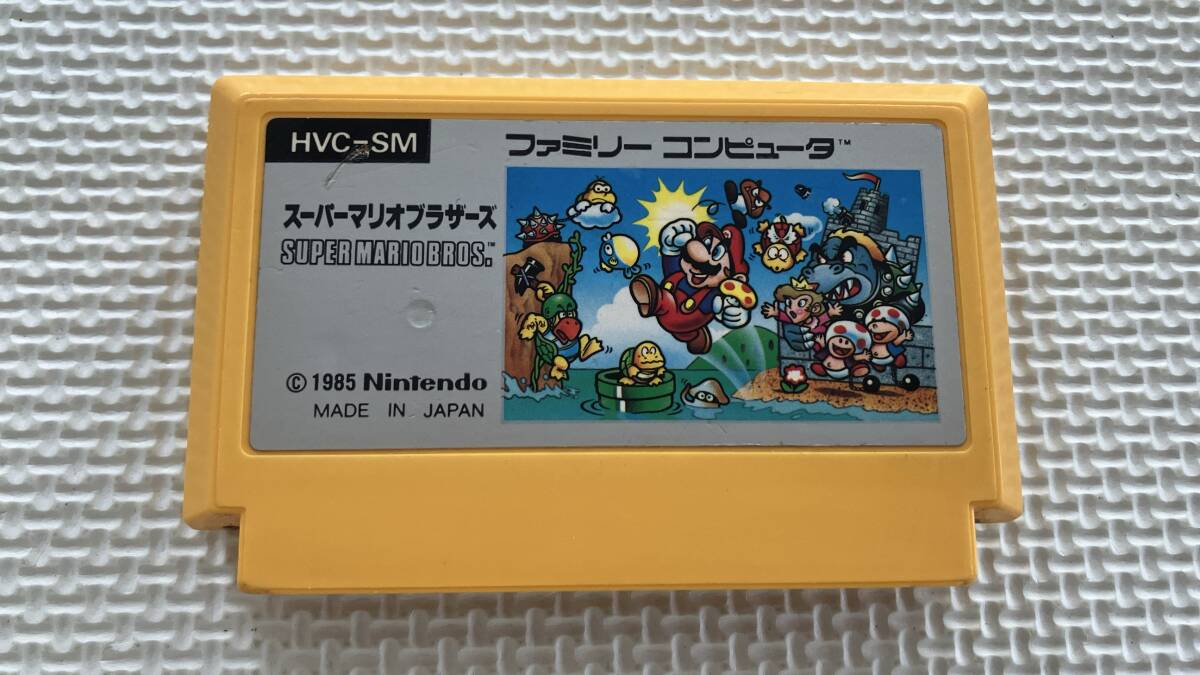 HVC-SM
ファミリー コンピュータ™
スーパーマリオブラザーズ
SUPER MARIO BROS.™
© 1985 Nintendo
MADE IN JAPAN